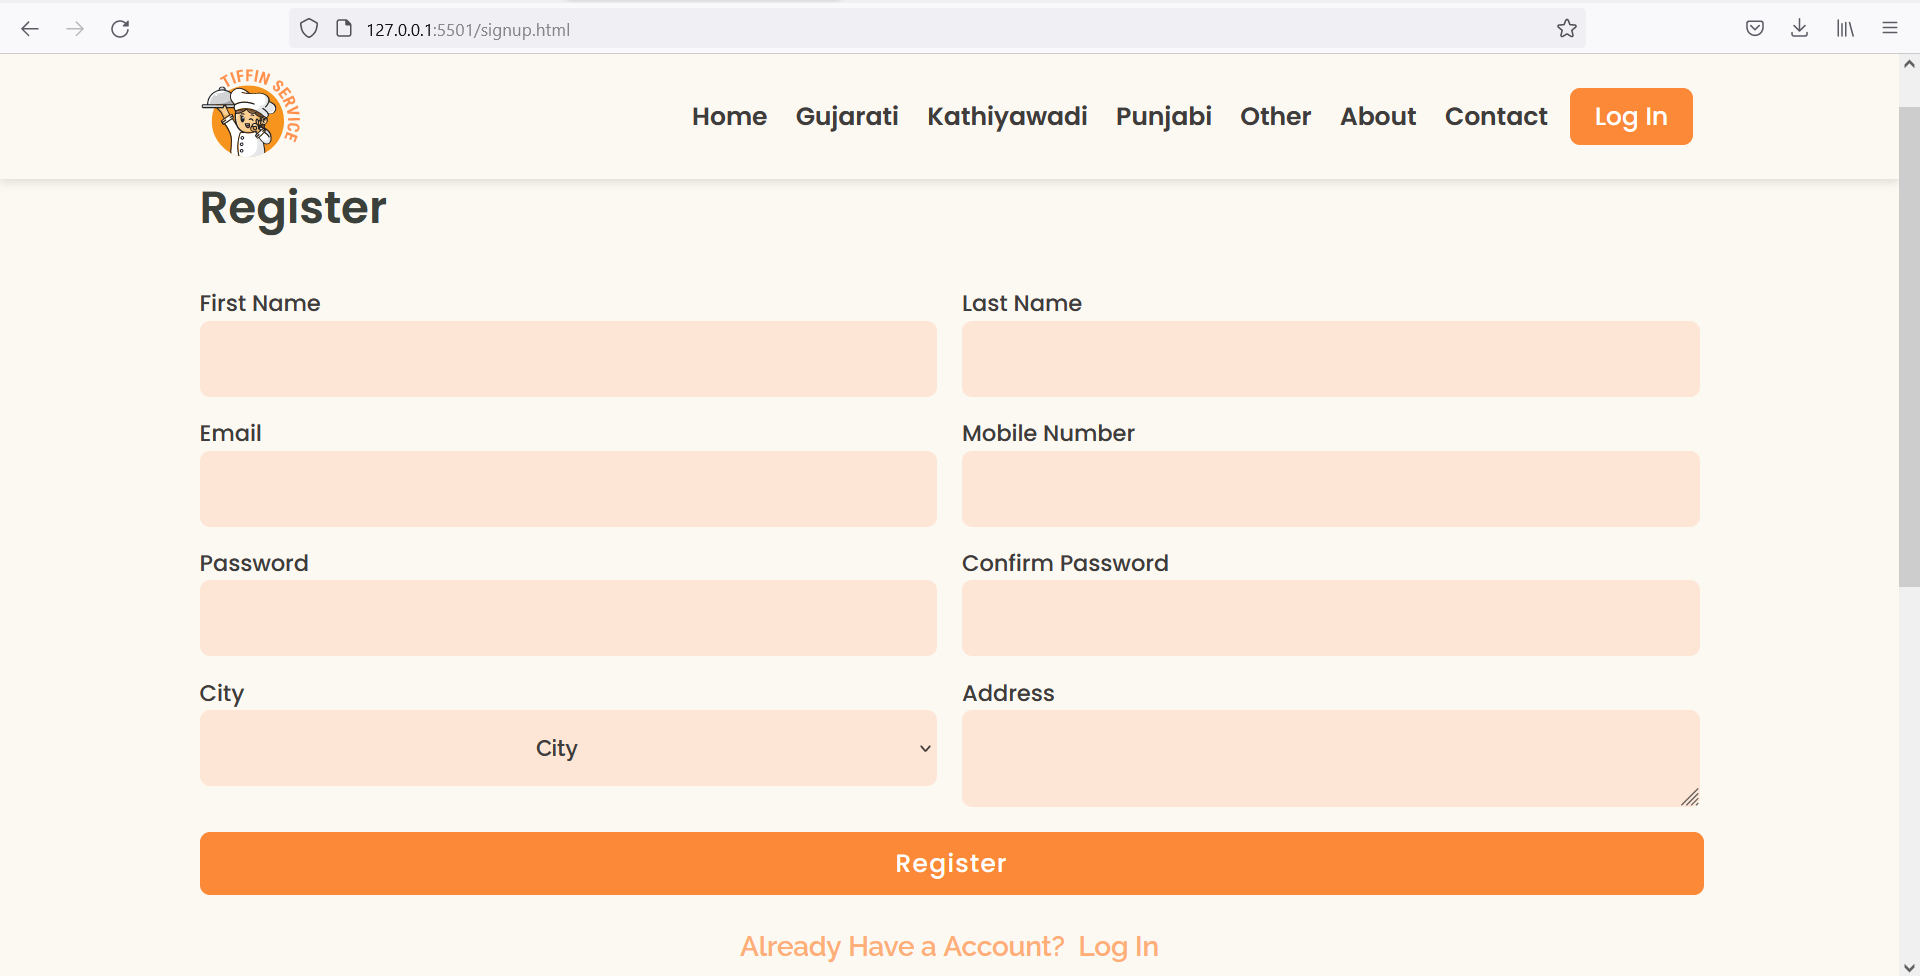 127.0.0.1:5501/signup.html
TIFFIN SERVICE
Home Gujarati Kathiyawadi Punjabi Other About Contact Log In
Register
First Name Last Name
Email Mobile Number
Password Confirm Password
City Address
City
Register
Already Have a Account? Log In